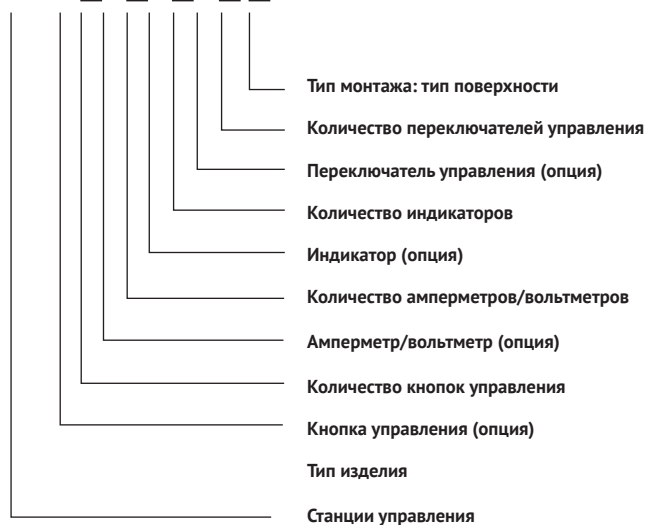 Тип монтажа: тип поверхности
Количество переключателей управления
Переключатель управления (опция)
Количество индикаторов
Индикатор (опция)
Количество амперметров/вольтметров
Амперметр/вольтметр (опция)
Количество кнопок управления
Кнопка управления (опция)
Тип изделия
Станции управления